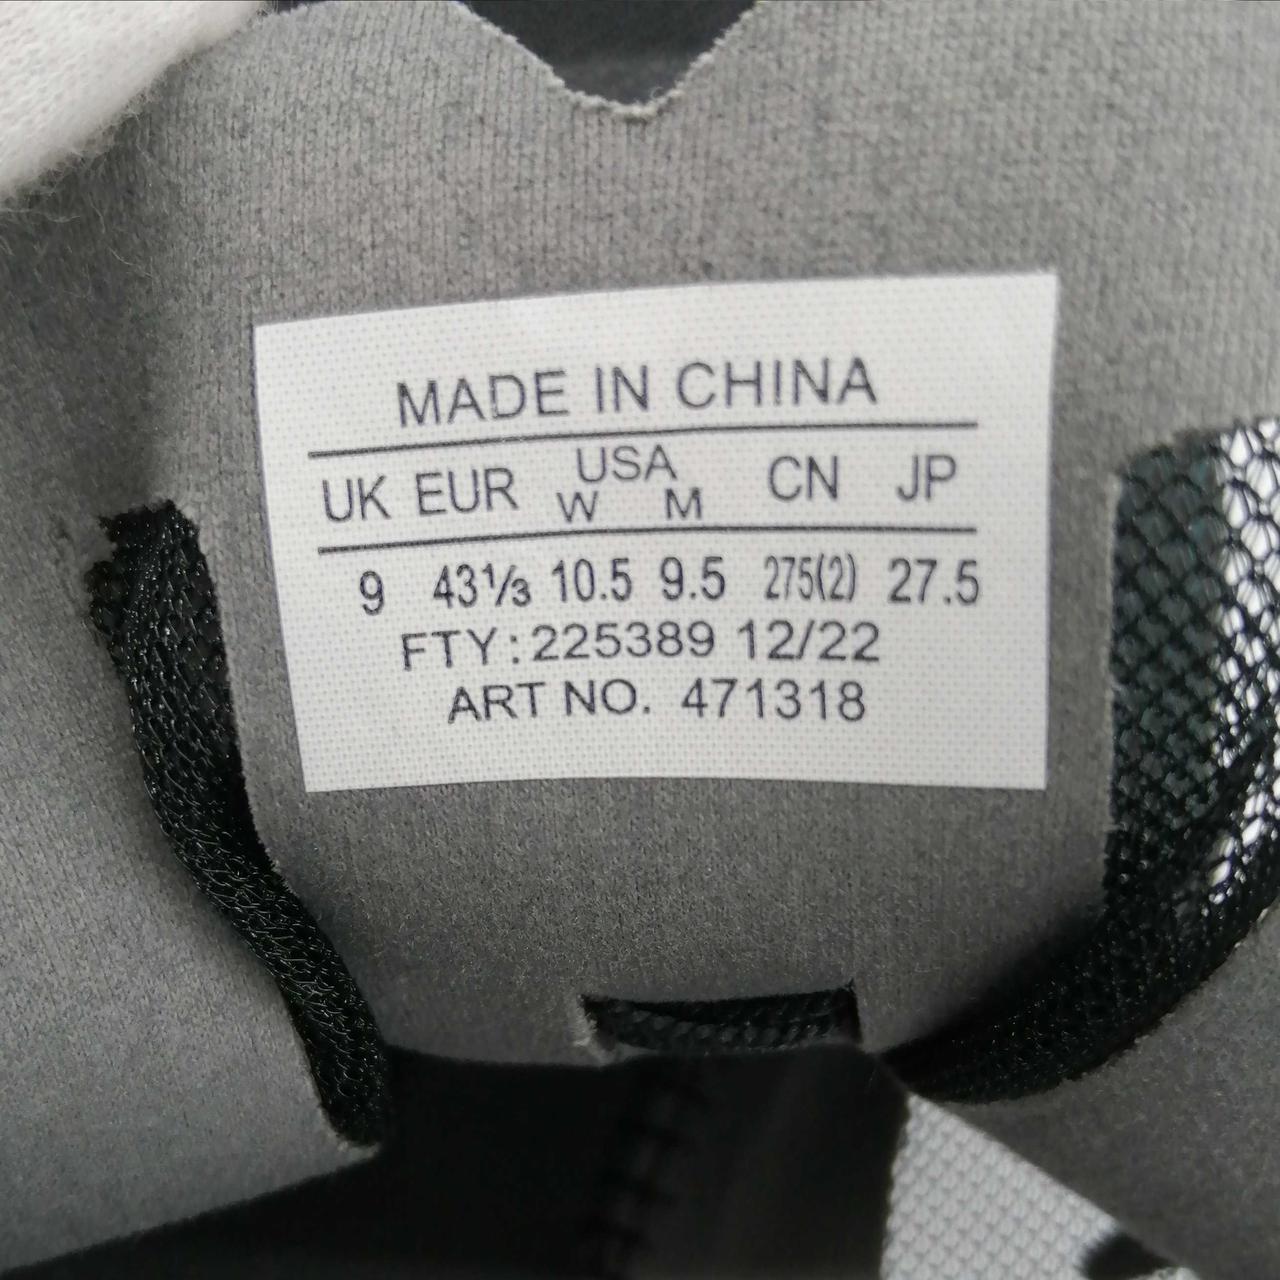 MADE IN CHINA
UK EUR USA CN JP
W M
9 43⅓ 10.5 9.5 275(2) 27.5
FTY:225389 12/22
ART NO. 471318